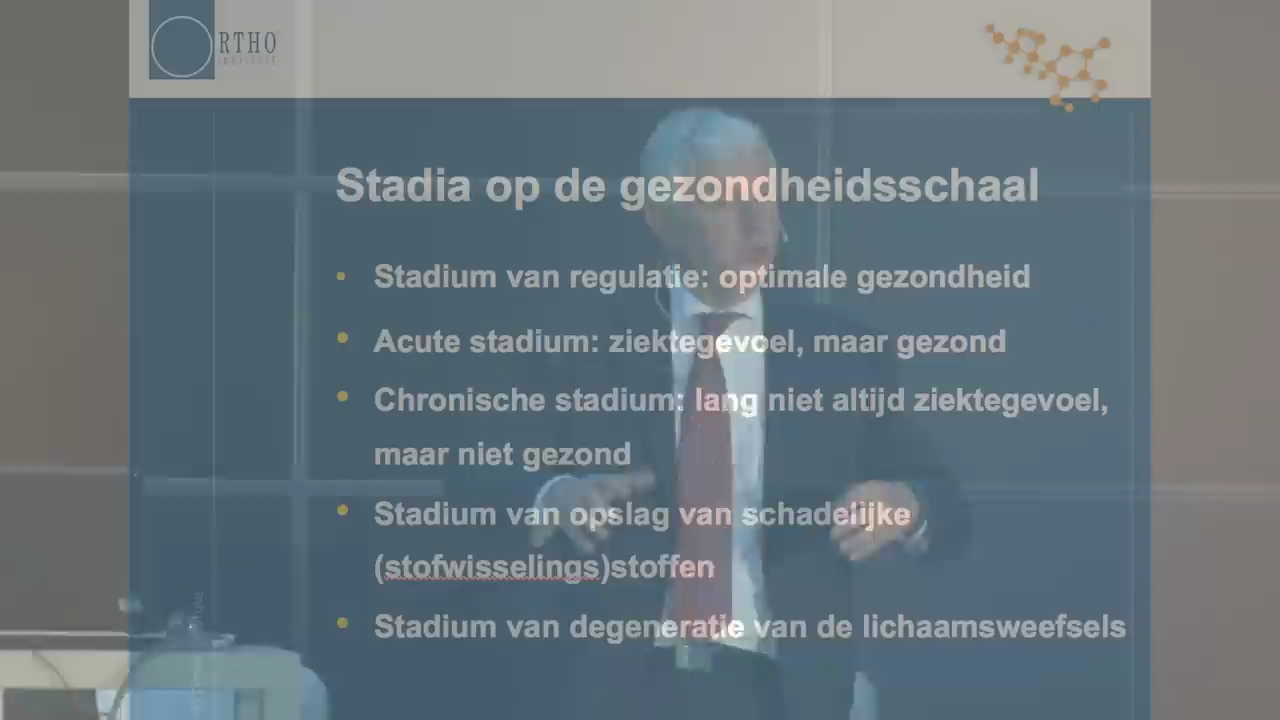 RTHO
INSTITUTE
Stadia op de gezondheidsschaal
• Stadium van regulatie: optimale gezondheid
• Acute stadium: ziektegevoel, maar gezond
• Chronische stadium: lang niet altijd ziektegevoel,
maar niet gezond
• Stadium van opslag van schadelijke
(stofwisselings)stoffen
• Stadium van degeneratie van de lichaamsweefsels